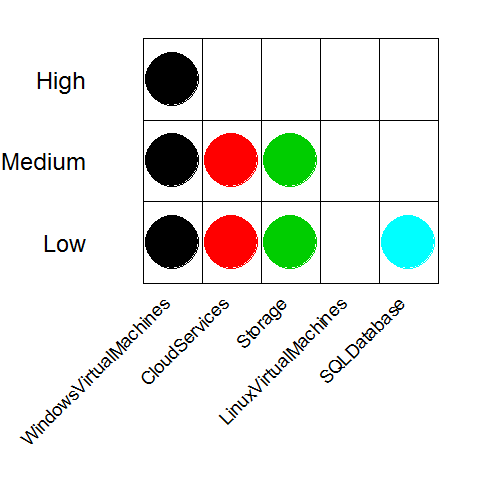 High
Medium
Low
WindowsVirtualMachines
CloudServices
Storage
LinuxVirtualMachines
SQLDatabase